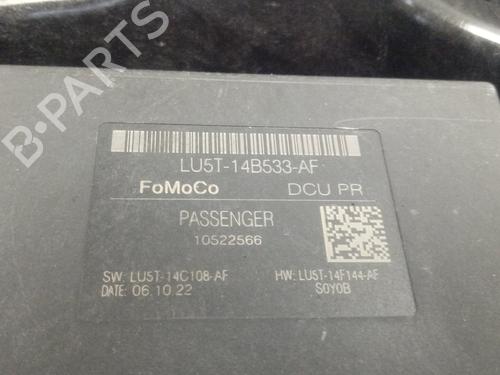 LU5T-14B533-AF
FoMoCo DCU PR
PASSENGER
10522566
SW: LU5T-14C108-AF HW: LU5T-14F144-AF
DATE: 06.10.22 S0Y0B
B-PARTS